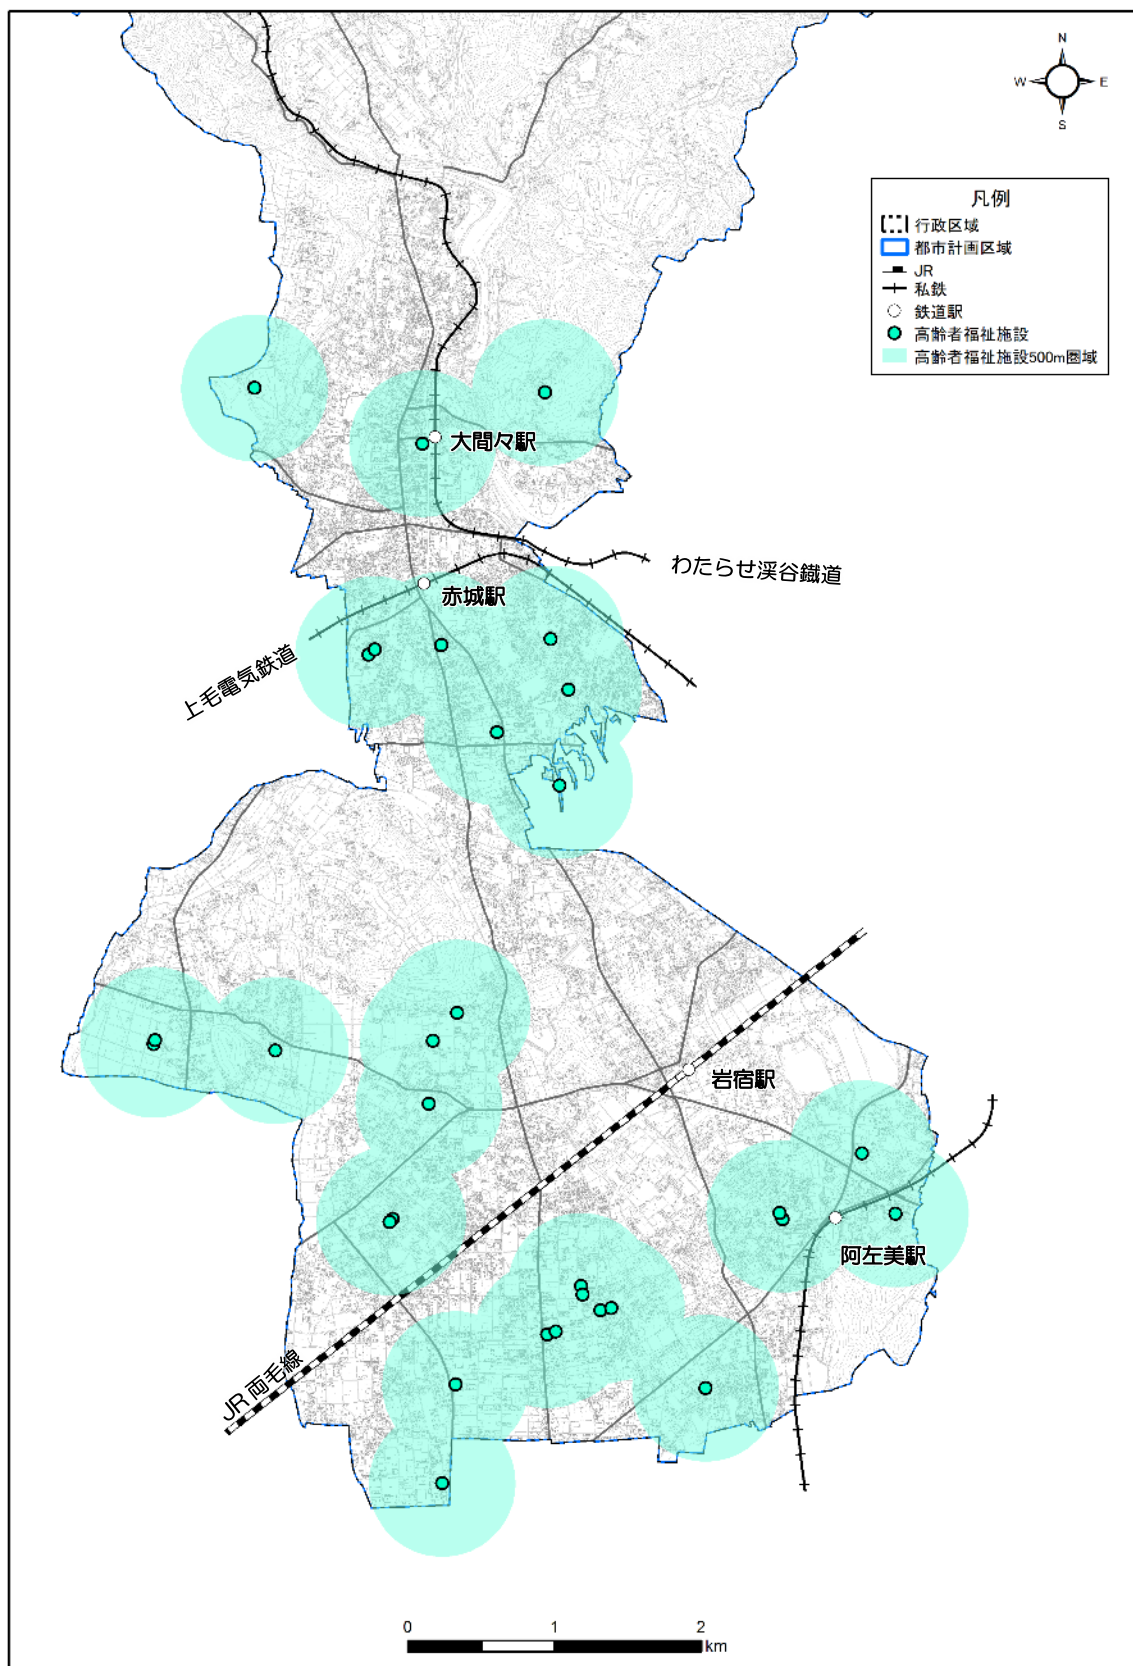 N
W
E
S
凡例
行政区域
都市計画区域
JR
私鉄
鉄道駅
高齢者福祉施設
高齢者福祉施設500m圏域
大間々駅
わたらせ渓谷鐵道
赤城駅
上毛電気鉄道
岩宿駅
阿左美駅
JR両毛線
0
1
2
km